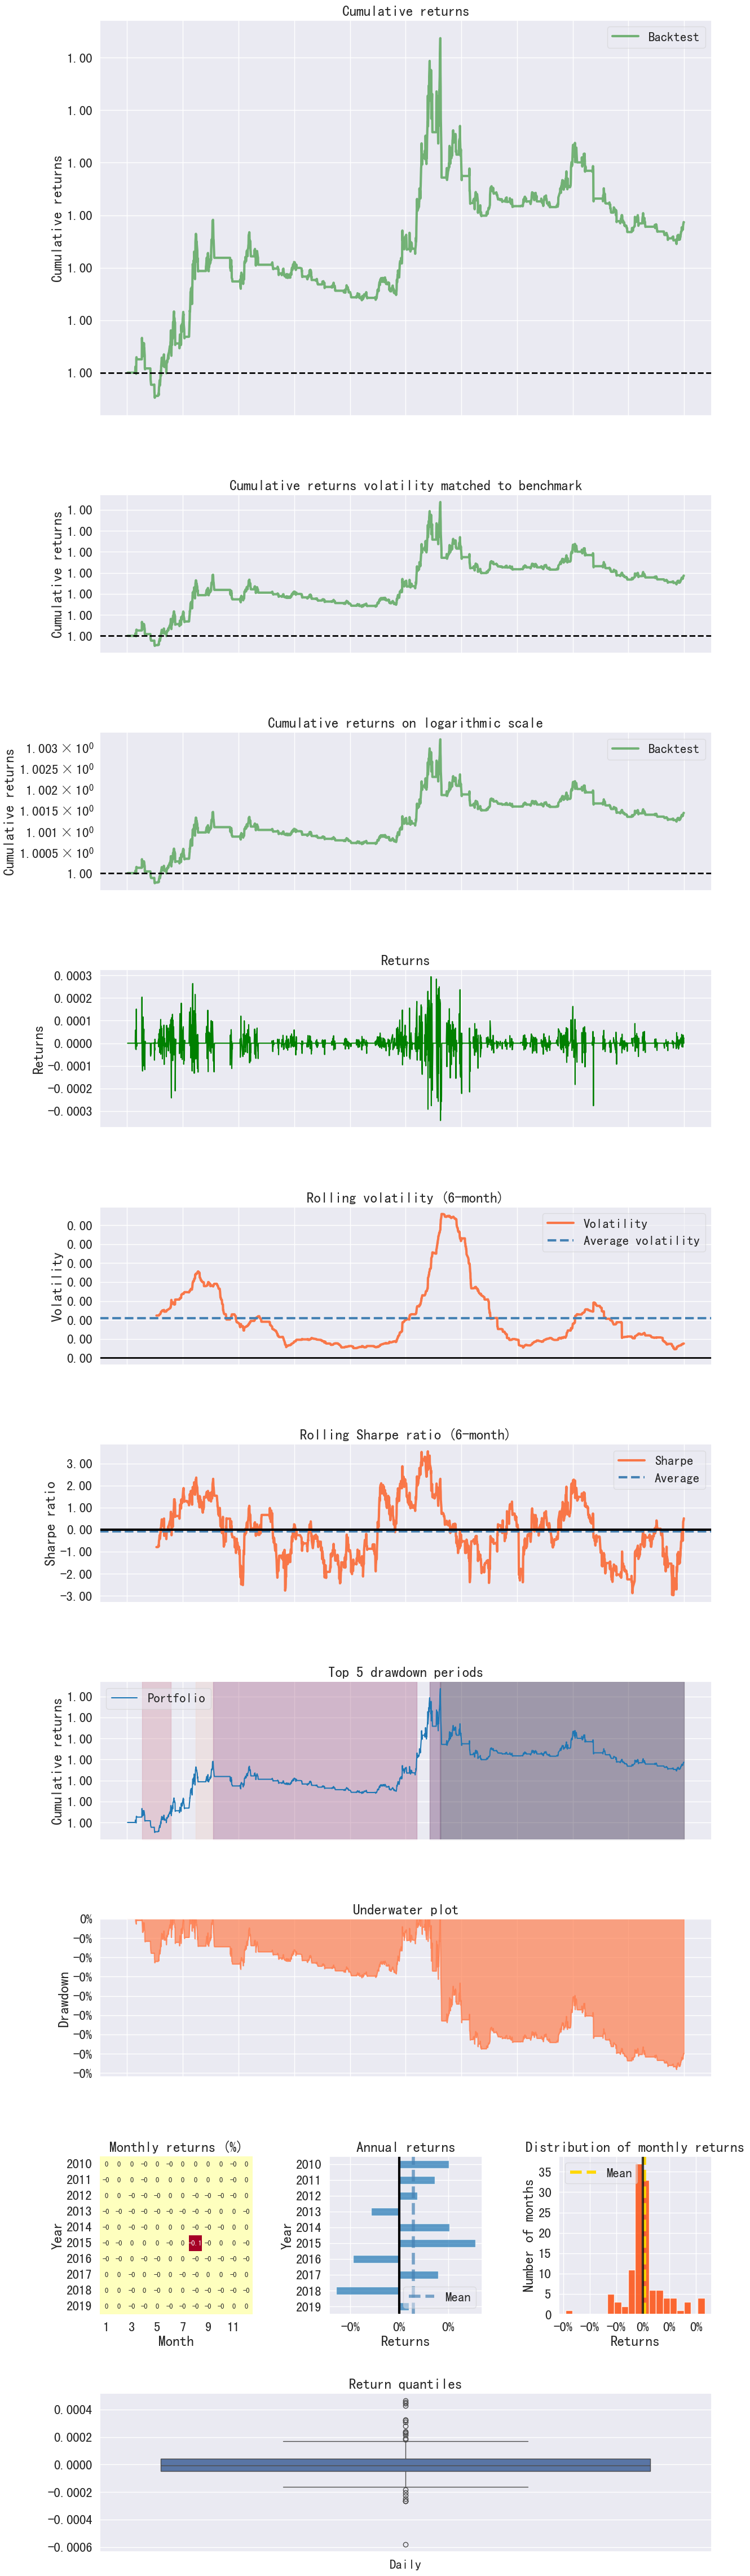 Cumulative returns
Backtest
Cumulative returns
1.00
1.00
1.00
1.00
1.00
1.00
1.00
Cumulative returns volatility matched to benchmark
Cumulative returns
1.00
1.00
1.00
1.00
1.00
1.00
1.00
Cumulative returns on logarithmic scale
Backtest
Cumulative returns
1.003 × 10⁰
1.0025 × 10⁰
1.002 × 10⁰
1.0015 × 10⁰
1.001 × 10⁰
1.0005 × 10⁰
1.00
Returns
Returns
0.0003
0.0002
0.0001
0.0000
-0.0001
-0.0002
-0.0003
Rolling volatility (6-month)
Volatility
Average volatility
Volatility
0.00
0.00
0.00
0.00
0.00
0.00
0.00
0.00
Rolling Sharpe ratio (6-month)
Sharpe
Average
Sharpe ratio
3.00
2.00
1.00
0.00
-1.00
-2.00
-3.00
Top 5 drawdown periods
Portfolio
Cumulative returns
1.00
1.00
1.00
1.00
1.00
1.00
1.00
Underwater plot
Drawdown
0%
-0%
-0%
-0%
-0%
-0%
-0%
-0%
-0%
Monthly returns (%)
Year
2010
2011
2012
2013
2014
2015
2016
2017
2018
2019
-0.1
1 3 5 7 9 11
Month
Annual returns
Year
2010
2011
2012
2013
2014
2015
2016
2017
2018
2019
Mean
-0% 0% 0%
Returns
Distribution of monthly returns
Mean
Number of months
35
30
25
20
15
10
5
0
-0% -0% -0% 0% 0% 0%
Returns
Return quantiles
0.0004
0.0002
0.0000
-0.0002
-0.0004
-0.0006
Daily